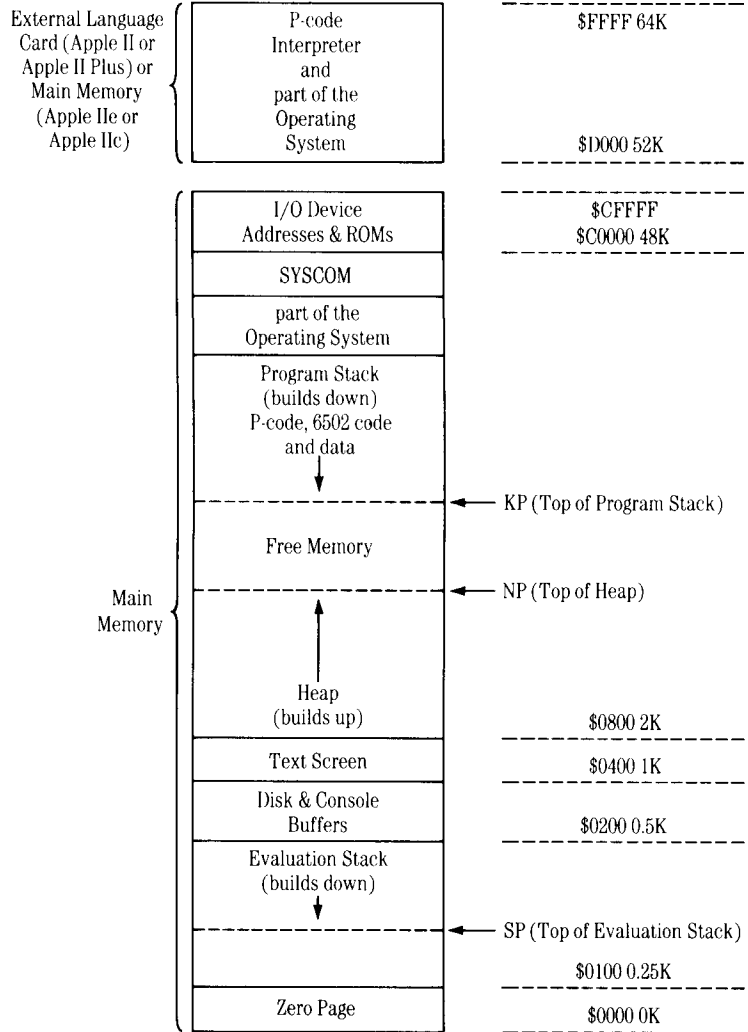 External Language
Card (Apple II or
Apple II Plus) or
Main Memory
(Apple IIe or
Apple IIc)
P-code
Interpreter
and
part of the
Operating
System
$FFFF 64K
$D000 52K
Main
Memory
I/O Device
Addresses & ROMs
$CFFFF
$C0000 48K
SYSCOM
part of the
Operating System
Program Stack
(builds down)
P-code, 6502 code
and data
KP (Top of Program Stack)
Free Memory
NP (Top of Heap)
Heap
(builds up)
$0800 2K
Text Screen
$0400 1K
Disk & Console
Buffers
$0200 0.5K
Evaluation Stack
(builds down)
SP (Top of Evaluation Stack)
$0100 0.25K
Zero Page
$0000 0K